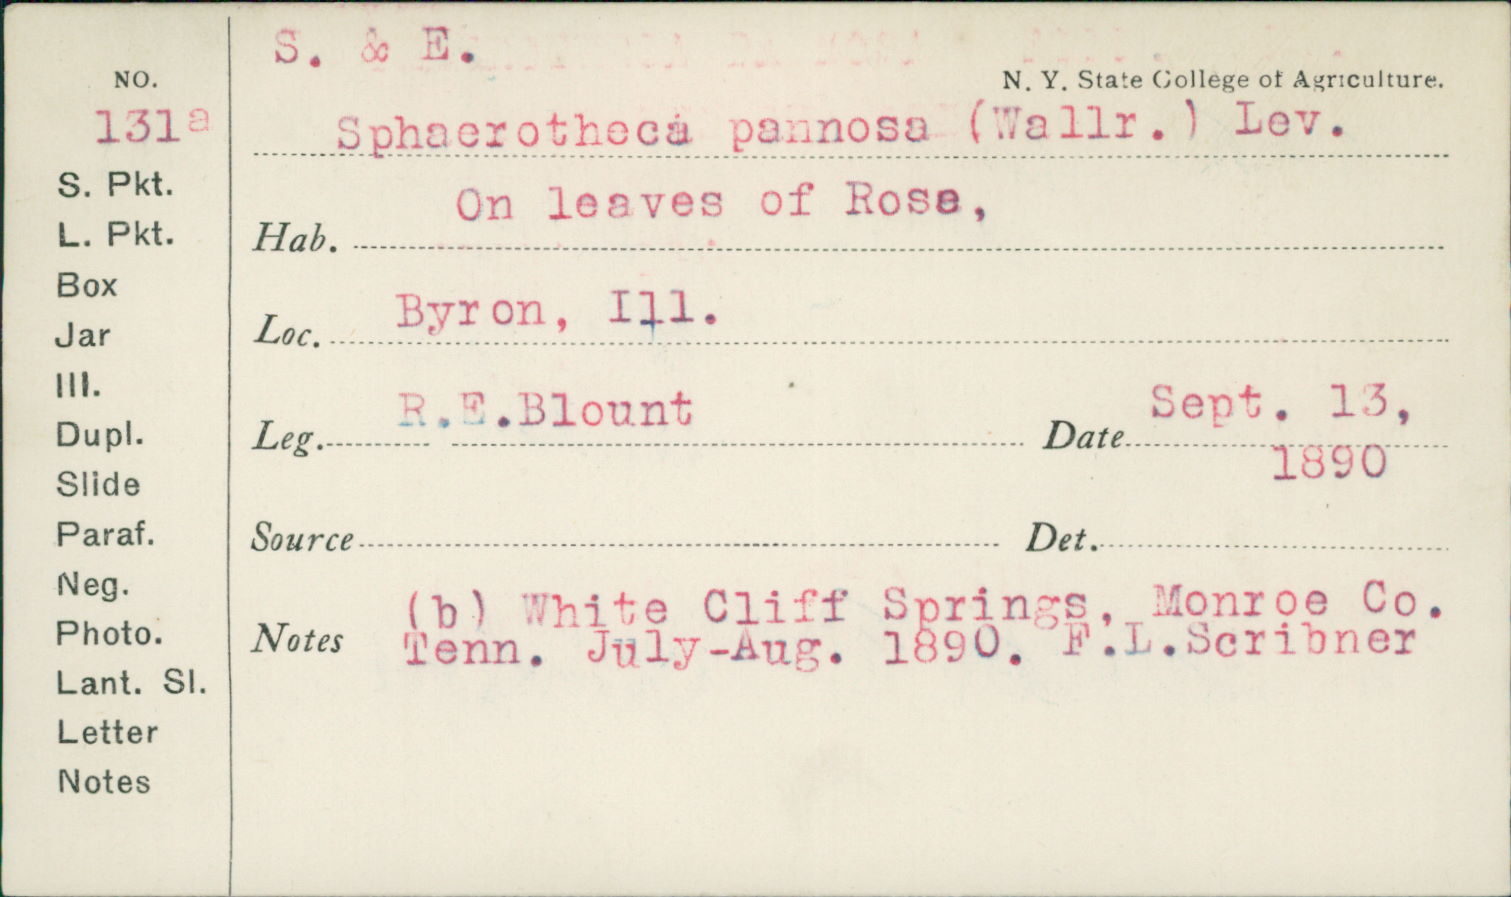 S. & E.
N. Y. State College of Agriculture.
NO.
131a
Sphaerotheca pannosa (Wallr.) Lev.
S. Pkt.
L. Pkt.
Box
Jar
Ill.
Dupl.
Slide
Paraf.
Neg.
Photo.
Lant. Sl.
Letter
Notes
Hab. On leaves of Rose,
Loc. Byron, Ill.
Leg. R.E.Blount Date Sept. 13,
1890
Source Det.
Notes (b) White Cliff Springs, Monroe Co.
Tenn. July-Aug. 1890. F.L.Scribner